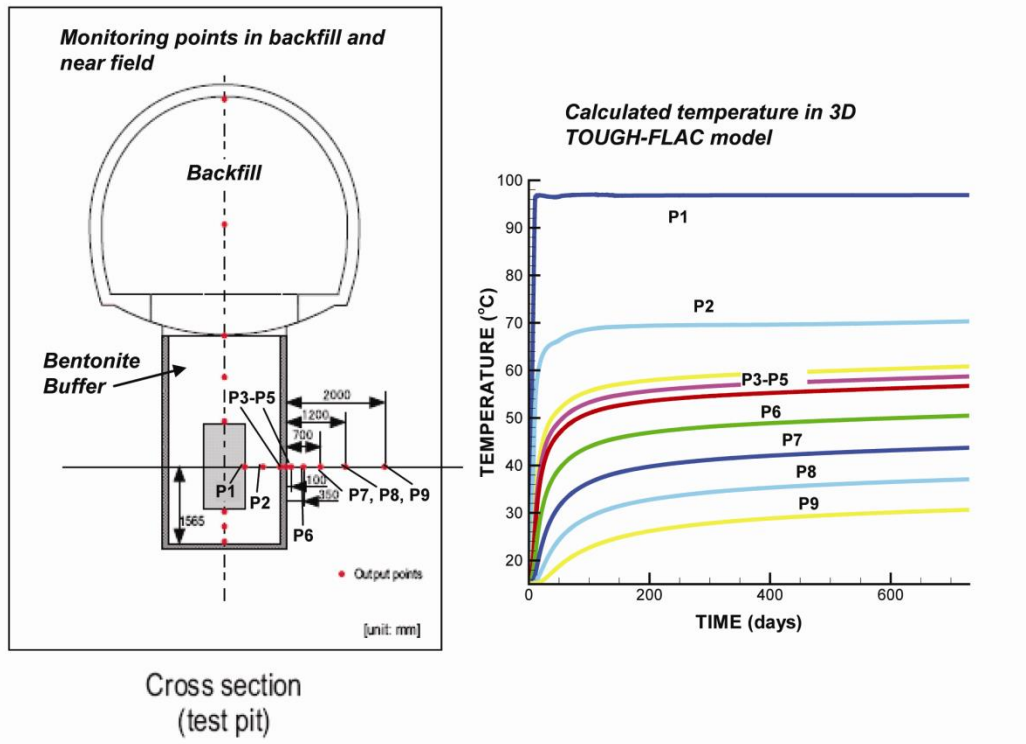 Monitoring points in backfill and
near field
Backfill
Bentonite
Buffer
P3-P5
2000
1200
700
P1
P2
100
350
P7, P8, P9
P6
1565
Output points
[unit: mm]
Cross section
(test pit)
Calculated temperature in 3D
TOUGH-FLAC model
100
90
80
70
60
50
40
30
20
TEMPERATURE (°C)
P1
P2
P3-P5
P6
P7
P8
P9
0
200
400
600
TIME (days)